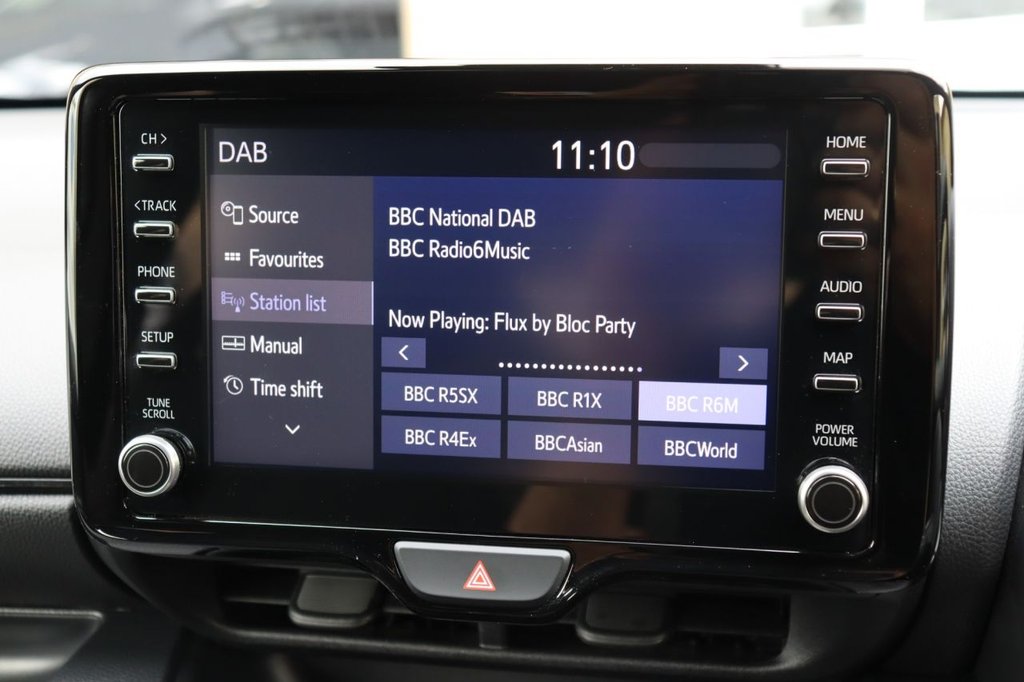 CH >
< TRACK
PHONE
SETUP
TUNE
SCROLL
DAB
11:10
Source
Favourites
Station list
Manual
Time shift
BBC National DAB
BBC Radio6Music
Now Playing: Flux by Bloc Party
< >
BBC R5SX BBC R1X BBC R6M
BBC R4Ex BBCAsian BBCWorld
HOME
MENU
AUDIO
MAP
POWER
VOLUME